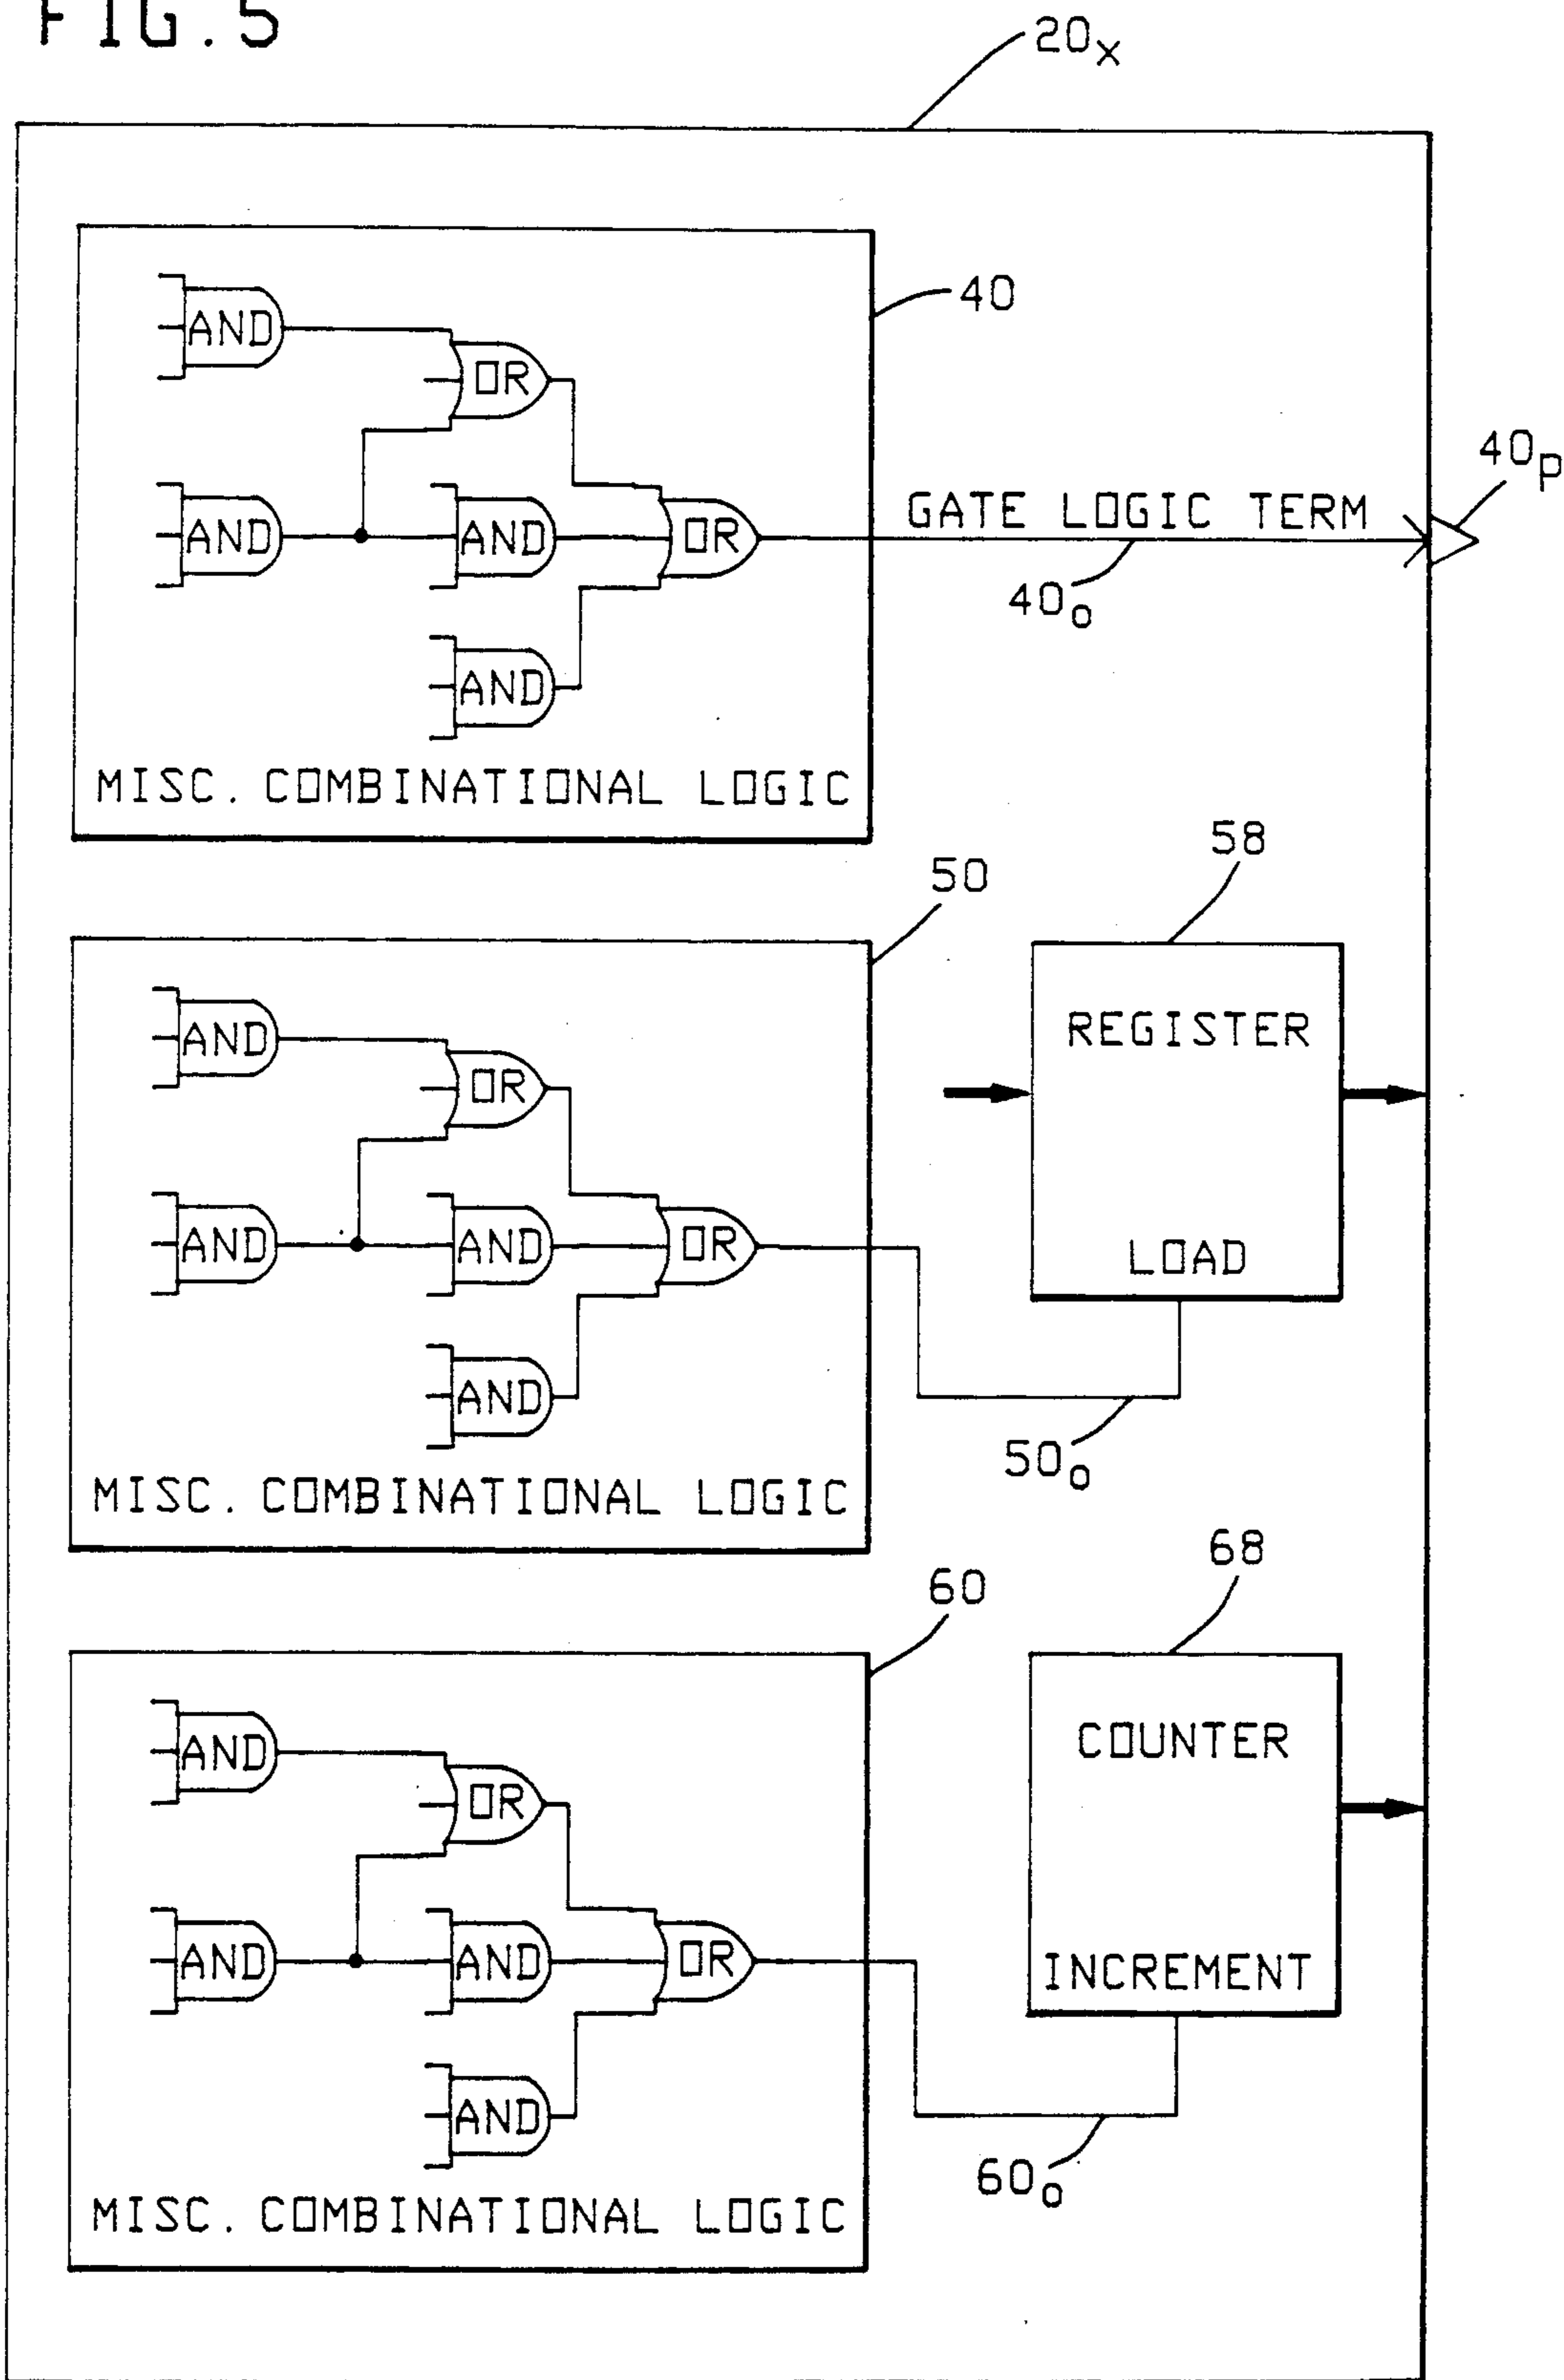 FIG. 5
20x
40
AND
OR
AND
AND
OR
AND
MISC. COMBINATIONAL LOGIC
GATE LOGIC TERM
40p
40o
50
58
AND
OR
AND
AND
OR
AND
MISC. COMBINATIONAL LOGIC
REGISTER
LOAD
50o
60
68
AND
OR
AND
AND
OR
AND
MISC. COMBINATIONAL LOGIC
COUNTER
INCREMENT
60o